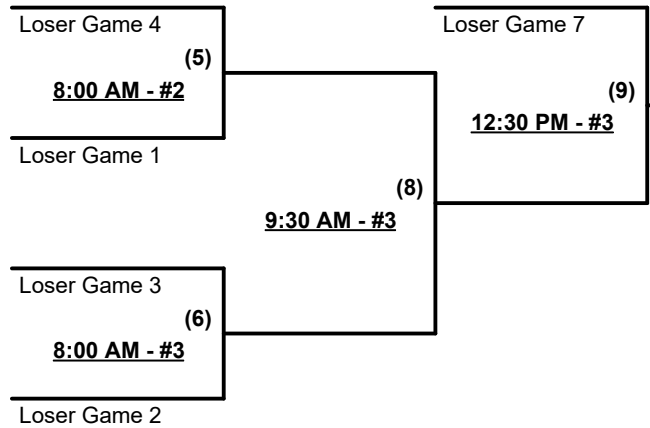 Loser Game 4
(5)
8:00 AM - #2
Loser Game 1
Loser Game 7
(9)
12:30 PM - #3
(8)
9:30 AM - #3
Loser Game 3
(6)
8:00 AM - #3
Loser Game 2